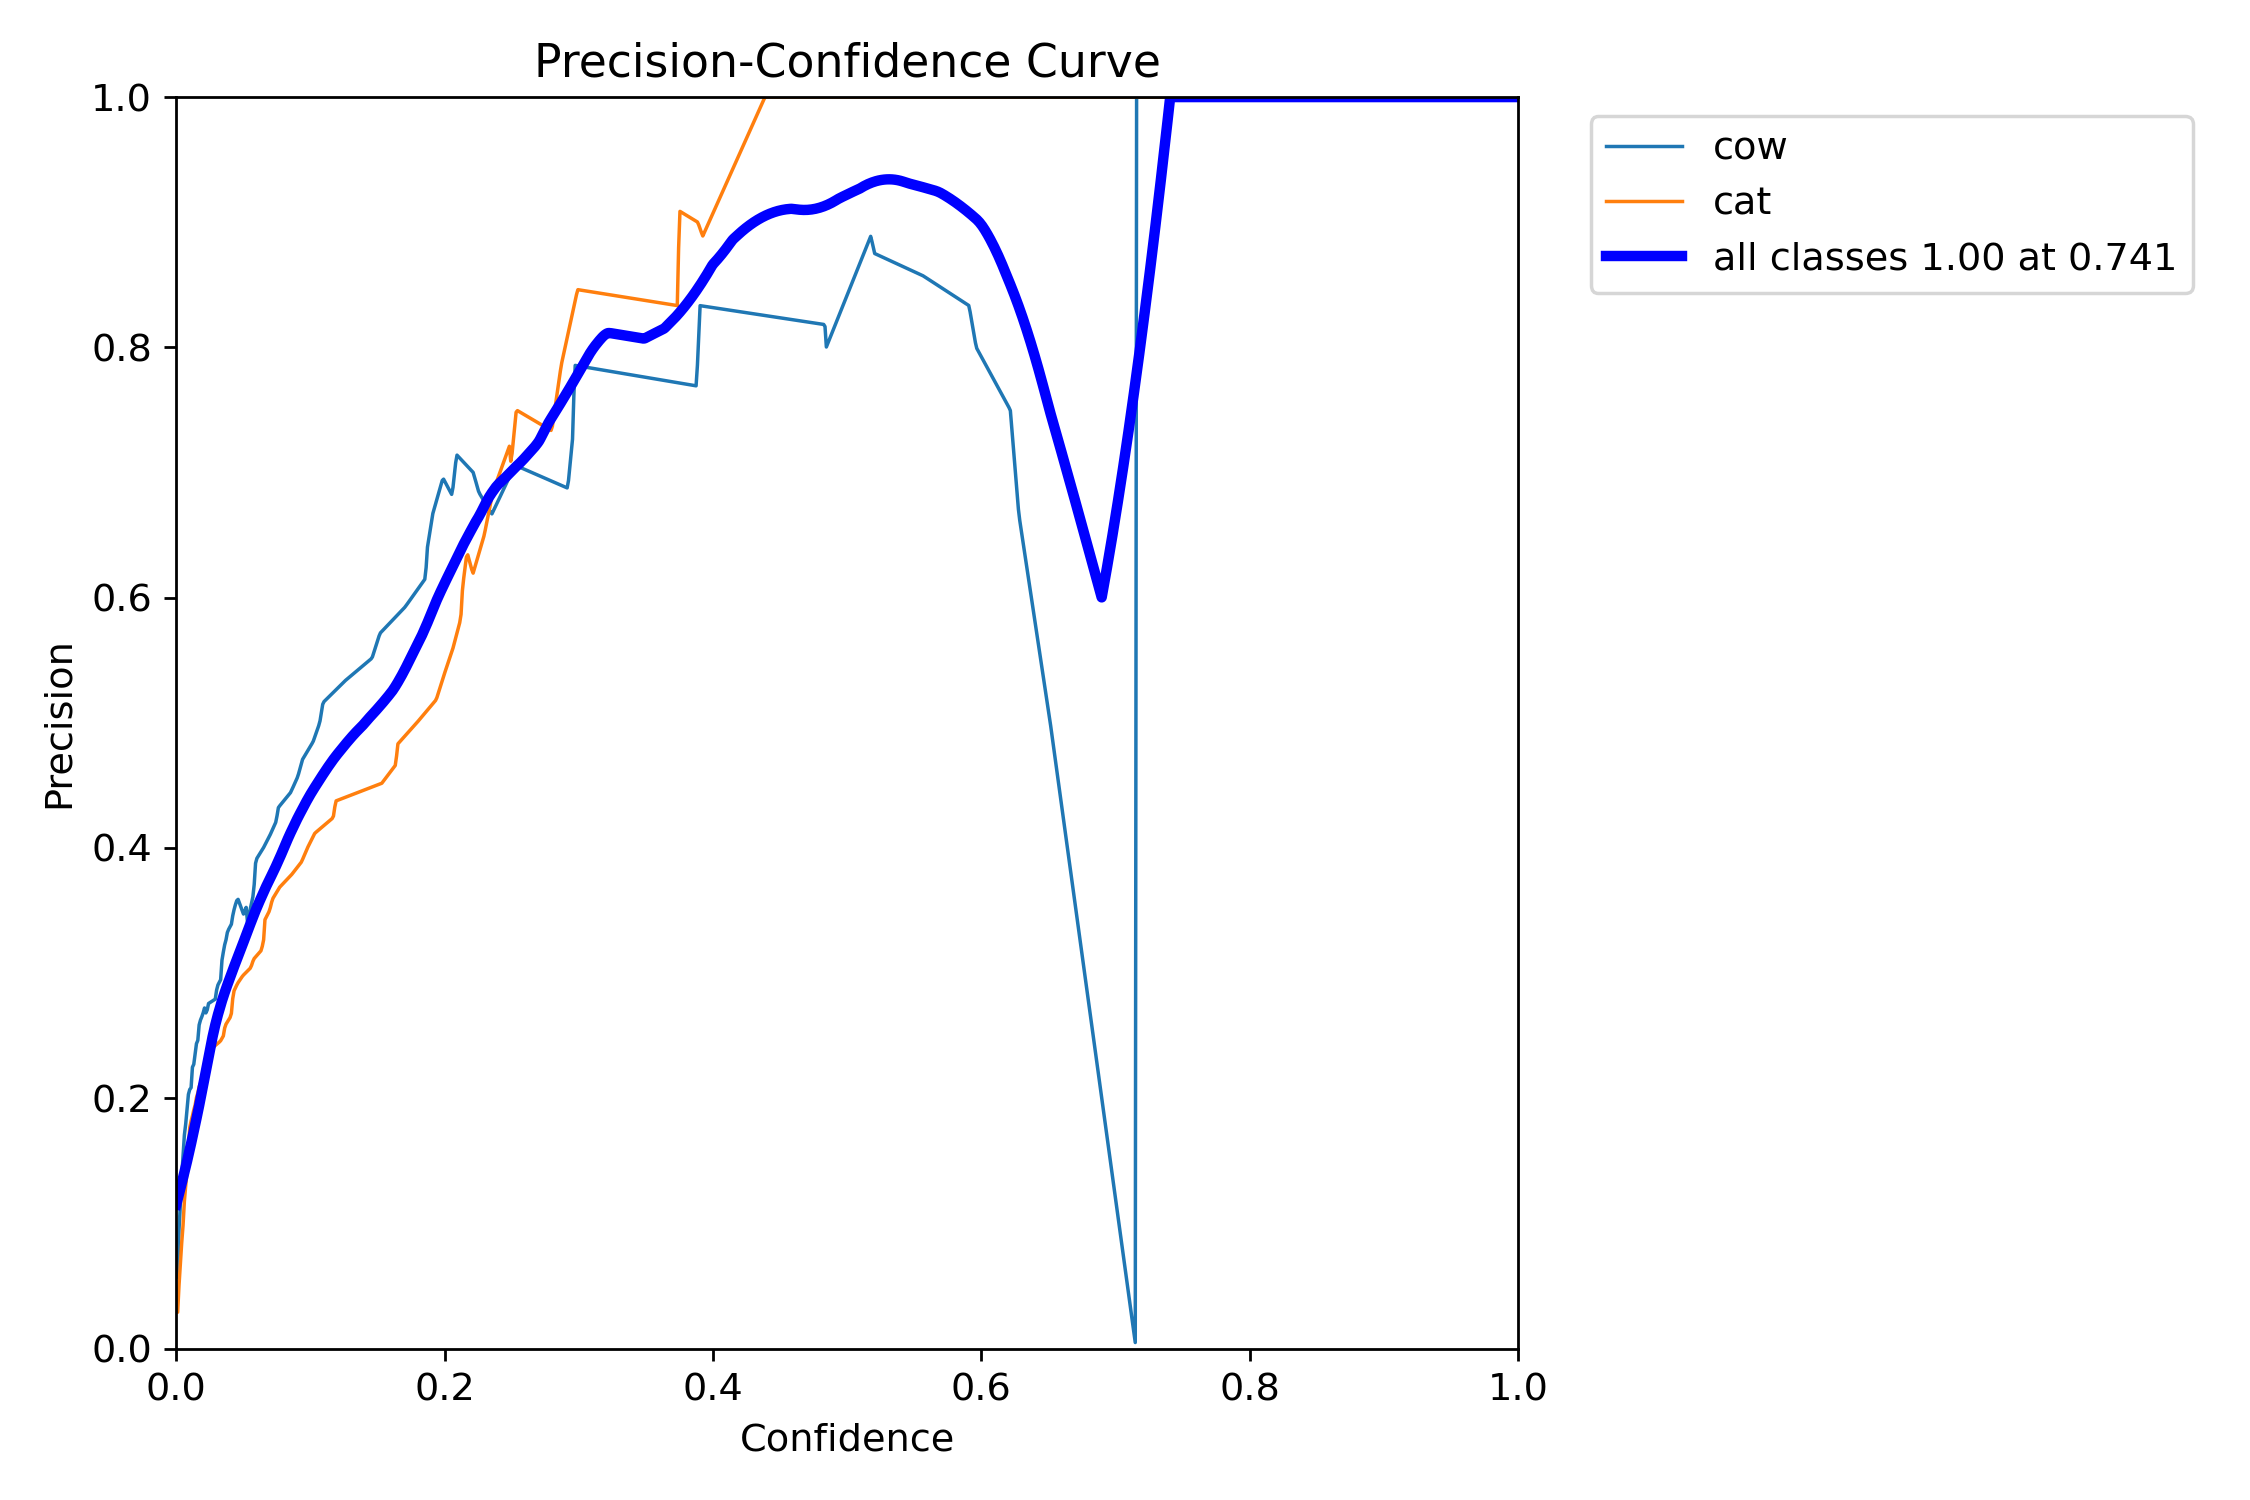 Precision-Confidence Curve
1.0
0.8
0.6
0.4
0.2
0.0
Precision
0.0 0.2 0.4 0.6 0.8 1.0
Confidence
cow
cat
all classes 1.00 at 0.741